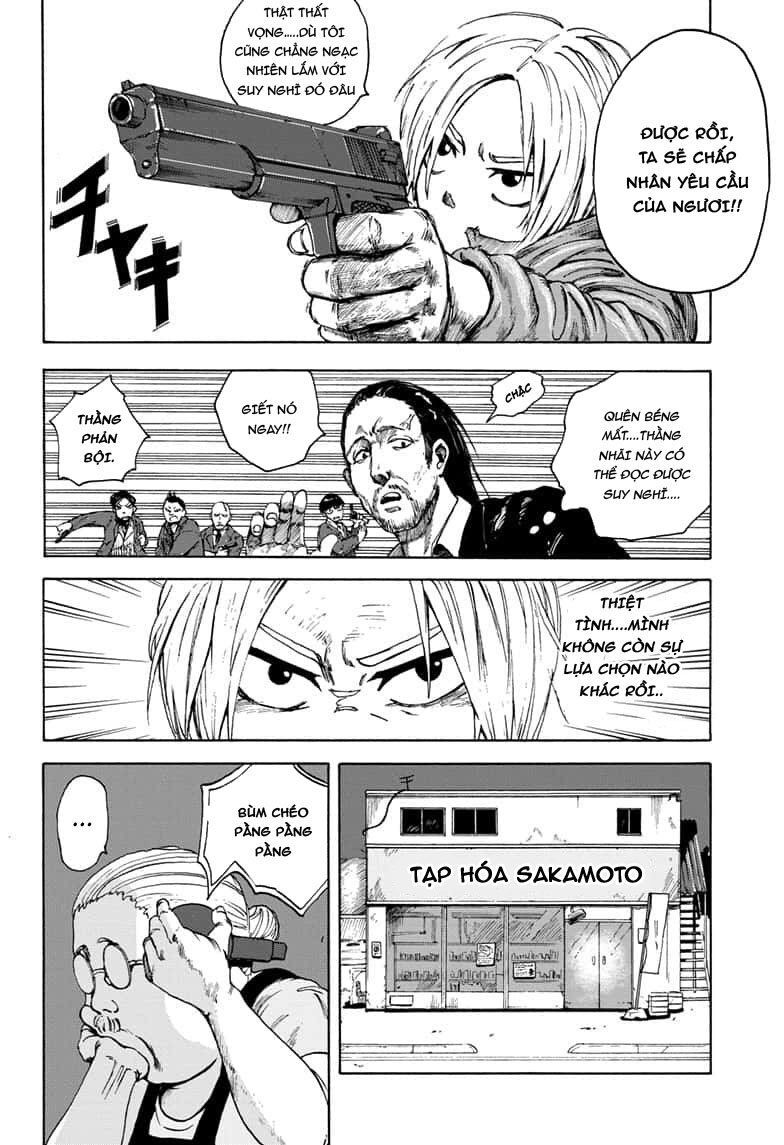 ĐƯỢC RỒI,
TA SẼ CHẤP
NHÂN YÊU CẦU
CỦA NGƯƠI!!
THẬT THẤT
VỌNG.....DÙ TÔI
CŨNG CHẲNG NGẠC
NHIÊN LẮM VỚI
SUY NGHĨ ĐÓ ĐÂU
チャキ
QUÊN BÉNG
MẤT....THẰNG
NHÃI NÀY CÓ
THỂ ĐỌC ĐƯỢC
SUY NGHĨ....
CHẬC
GIẾT NÓ
NGAY!!
THẰNG
PHẢN
BỘI.
THIỆT
TÌNH....MÌNH
KHÔNG CÒN SỰ
LỰA CHỌN NÀO
KHÁC RỒI..
TẠP HÓA SAKAMOTO
BÙM CHÉO
PẰNG PẰNG
PẰNG
...